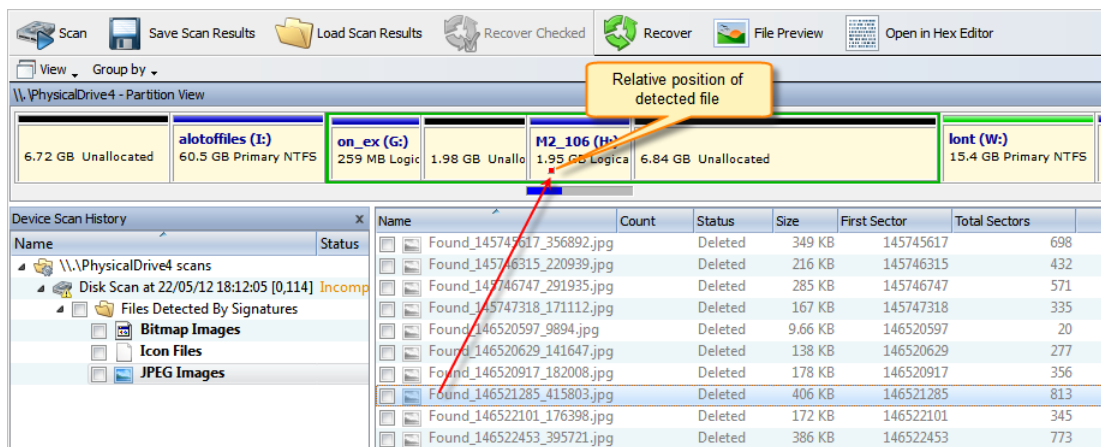 Scan Save Scan Results Load Scan Results Recover Checked Recover File Preview Open in Hex Editor
View Group by
\\.\PhysicalDrive4 - Partition View
Relative position of
detected file
6.72 GB Unallocated
alotoffiles (I:)
60.5 GB Primary NTFS
on_ex (G:)
259 MB Logic
1.98 GB Unallo
M2_106 (H:)
1.95 GB Logica
6.84 GB Unallocated
lont (W:)
15.4 GB Primary NTFS
Device Scan History x
Name Status
\\.\PhysicalDrive4 scans
Disk Scan at 22/05/12 18:12:05 [0,114] Incomp
Files Detected By Signatures
Bitmap Images
Icon Files
JPEG Images
Name Count Status Size First Sector Total Sectors
Found_145745617_356892.jpg Deleted 349 KB 145745617 698
Found_146746315_220939.jpg Deleted 216 KB 145746315 432
Found_145746747_291935.jpg Deleted 285 KB 145746747 571
Found_145747318_171112.jpg Deleted 167 KB 145747318 335
Found_146520597_9894.jpg Deleted 9.66 KB 146520597 20
Found_146520629_141647.jpg Deleted 138 KB 146520629 277
Found_146520917_182008.jpg Deleted 178 KB 146520917 356
Found_146521285_415803.jpg Deleted 406 KB 146521285 813
Found_146522101_176398.jpg Deleted 172 KB 146522101 345
Found_146522453_395721.jpg Deleted 386 KB 146522453 773